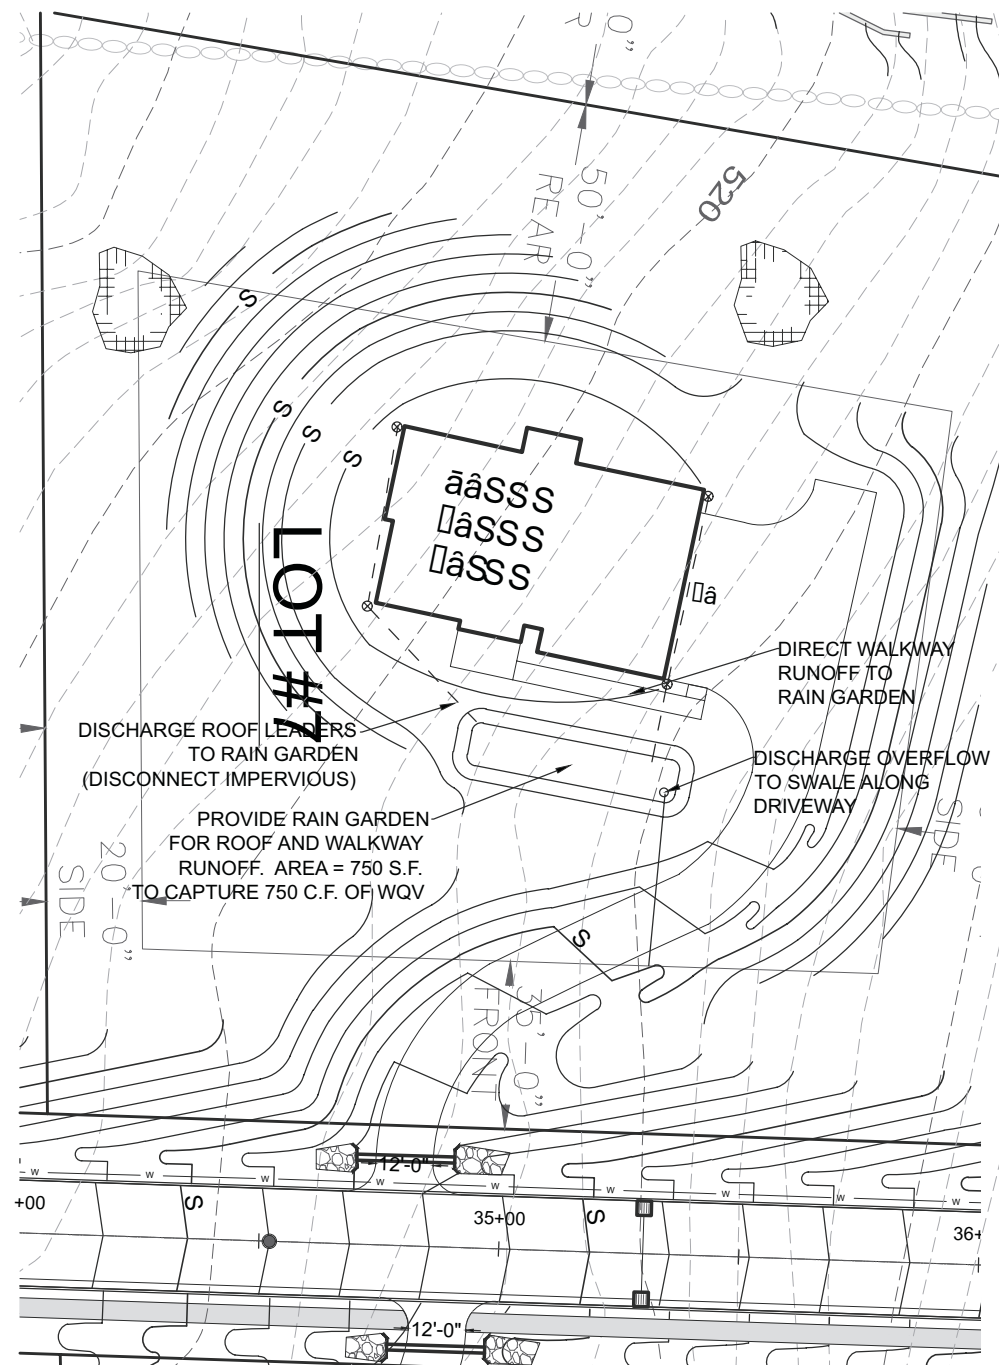 50'-0"
REAR
520
LOT #7
DIRECT WALKWAY
RUNOFF TO
RAIN GARDEN
DISCHARGE ROOF LEADERS
TO RAIN GARDEN
(DISCONNECT IMPERVIOUS)
DISCHARGE OVERFLOW
TO SWALE ALONG
DRIVEWAY
PROVIDE RAIN GARDEN
FOR ROOF AND WALKWAY
RUNOFF. AREA = 750 S.F.
TO CAPTURE 750 C.F. OF WQV
20'-0"
SIDE
SIDE
35'-0"
FRONT
12'-0"
W W W W W W W
+00
35+00
36+
12'-0"